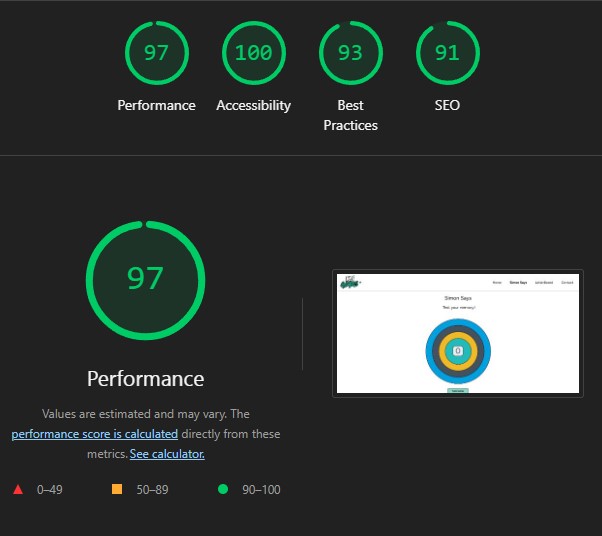 97
100
93
91
Performance
Accessibility
Best
Practices
SEO
97
Performance
Values are estimated and may vary. The
performance score is calculated directly from these
metrics. See calculator.
0–49
50–89
90–100
Home Simon Says Leaderboard Contact
Simon Says
Test your memory!
0